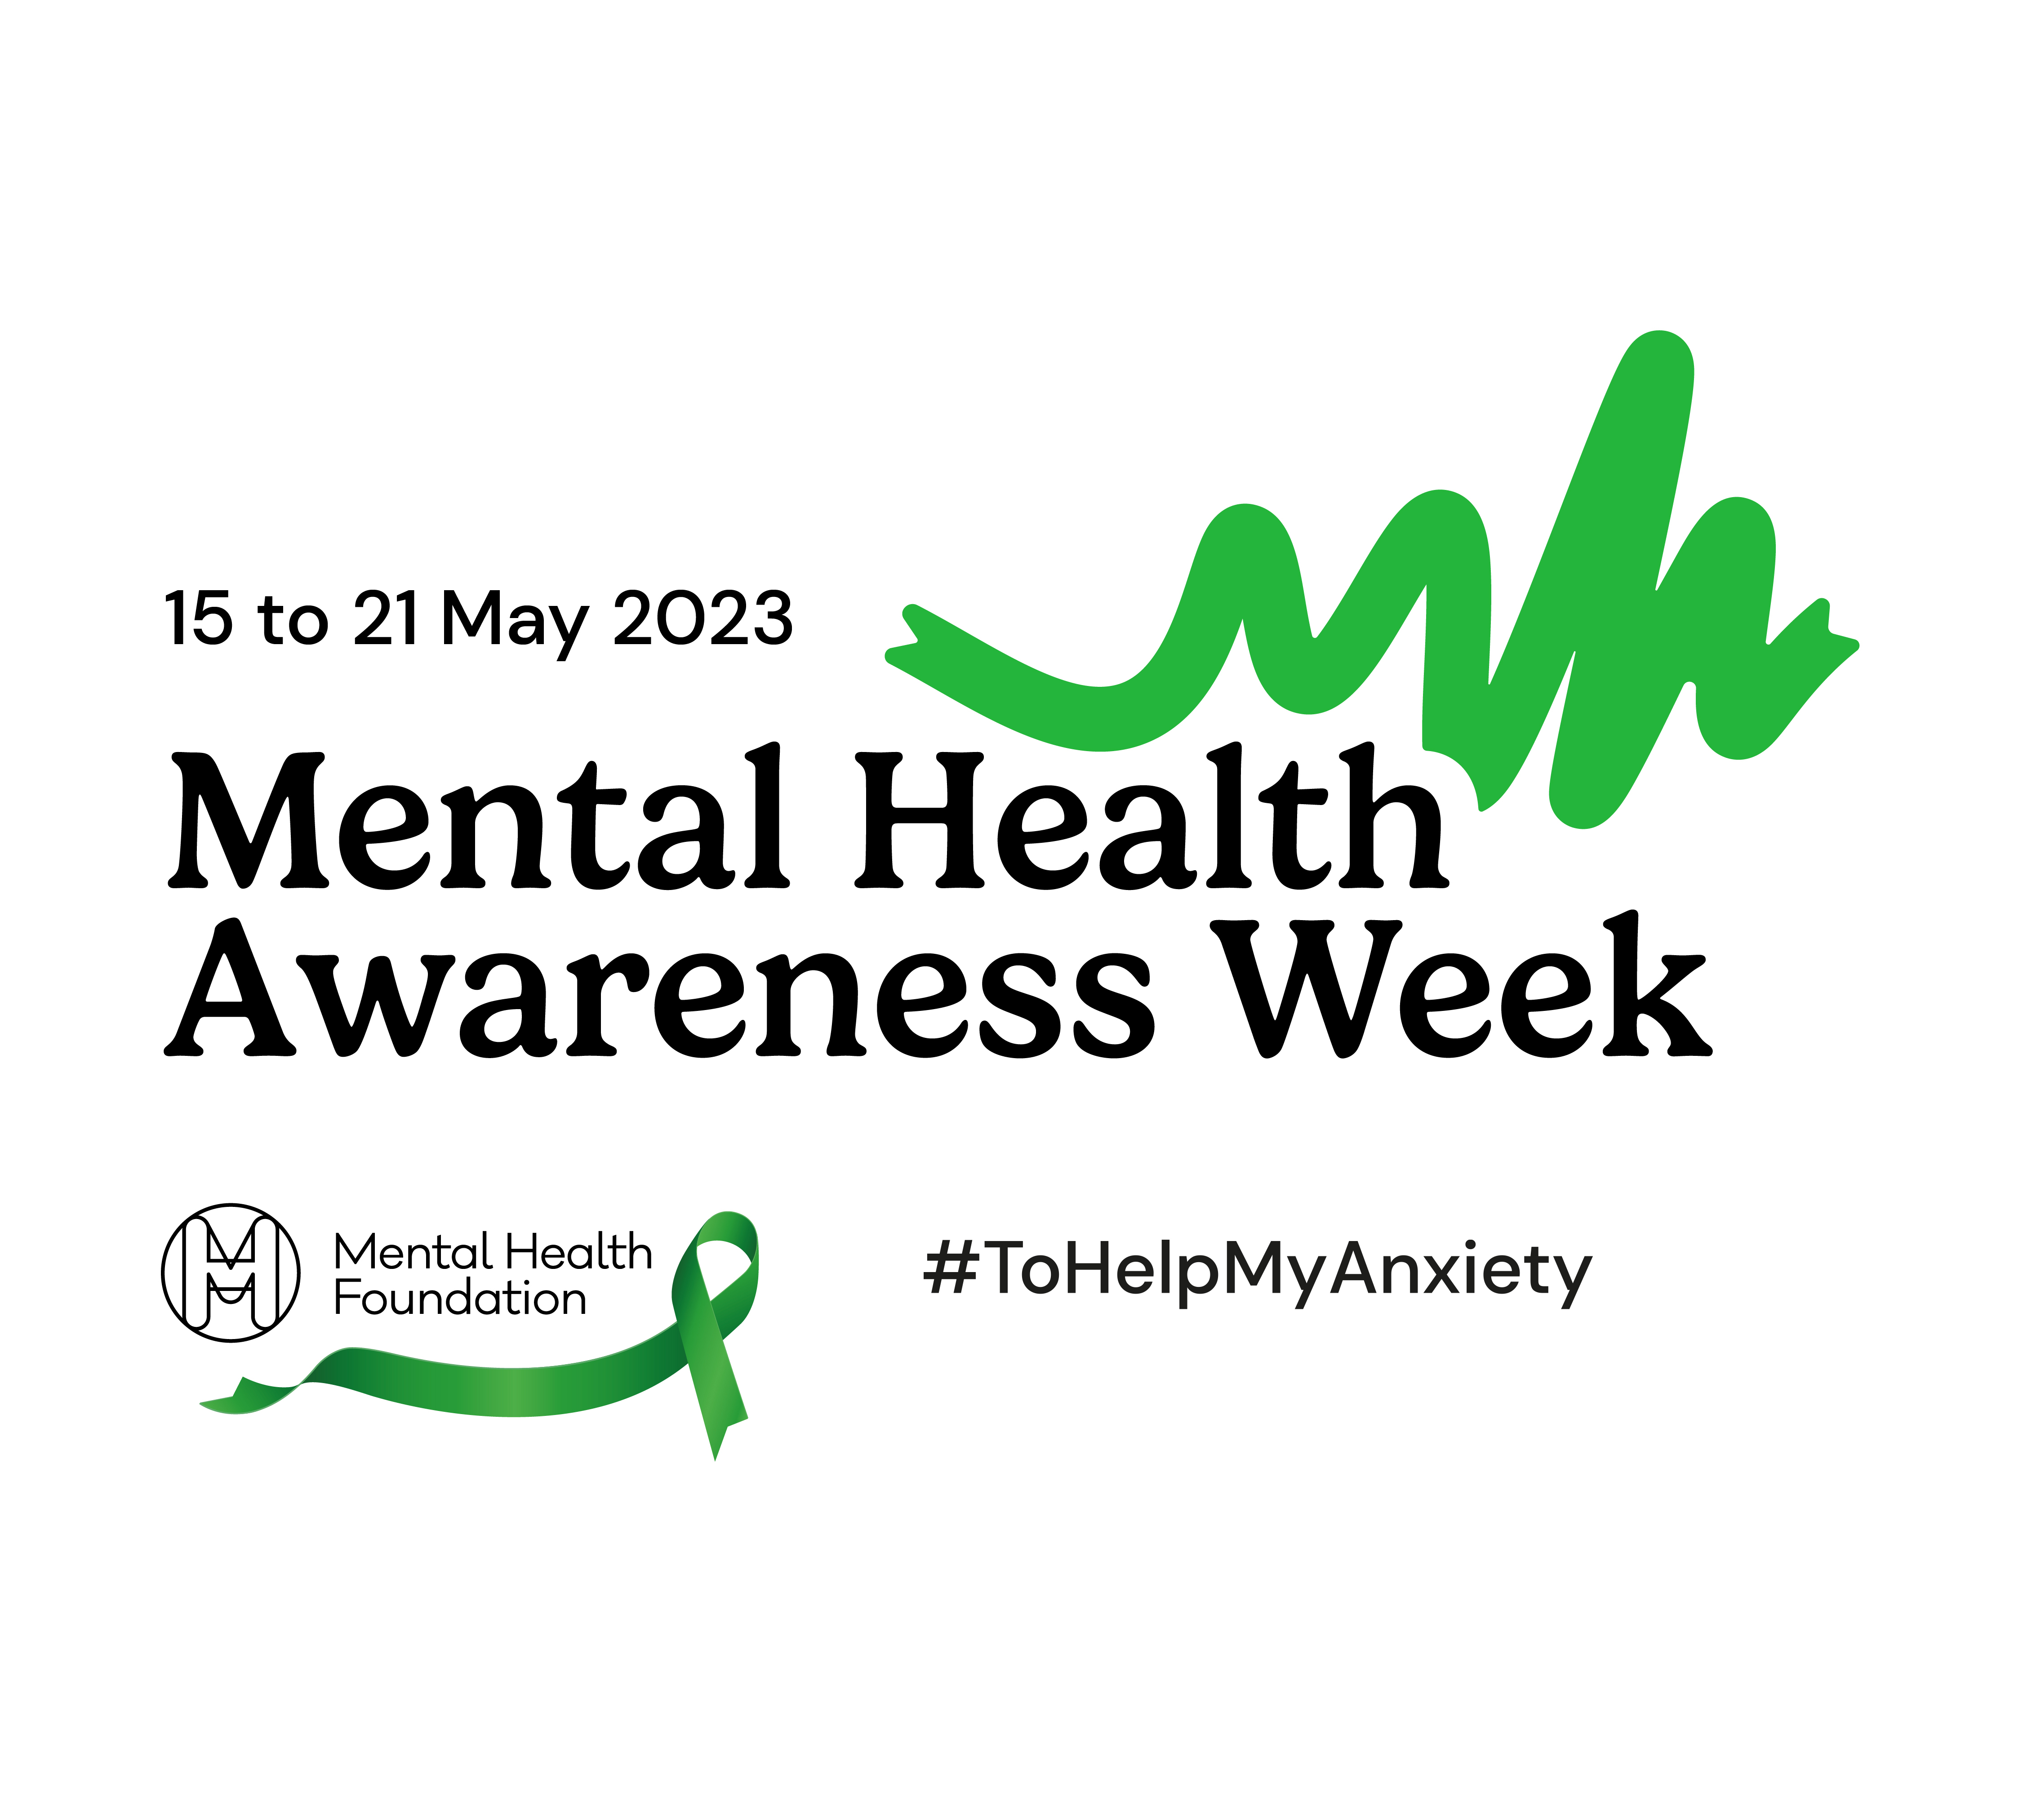 15 to 21 May 2023
Mental Health
Awareness Week
Mental Health
Foundation
#ToHelpMyAnxiety